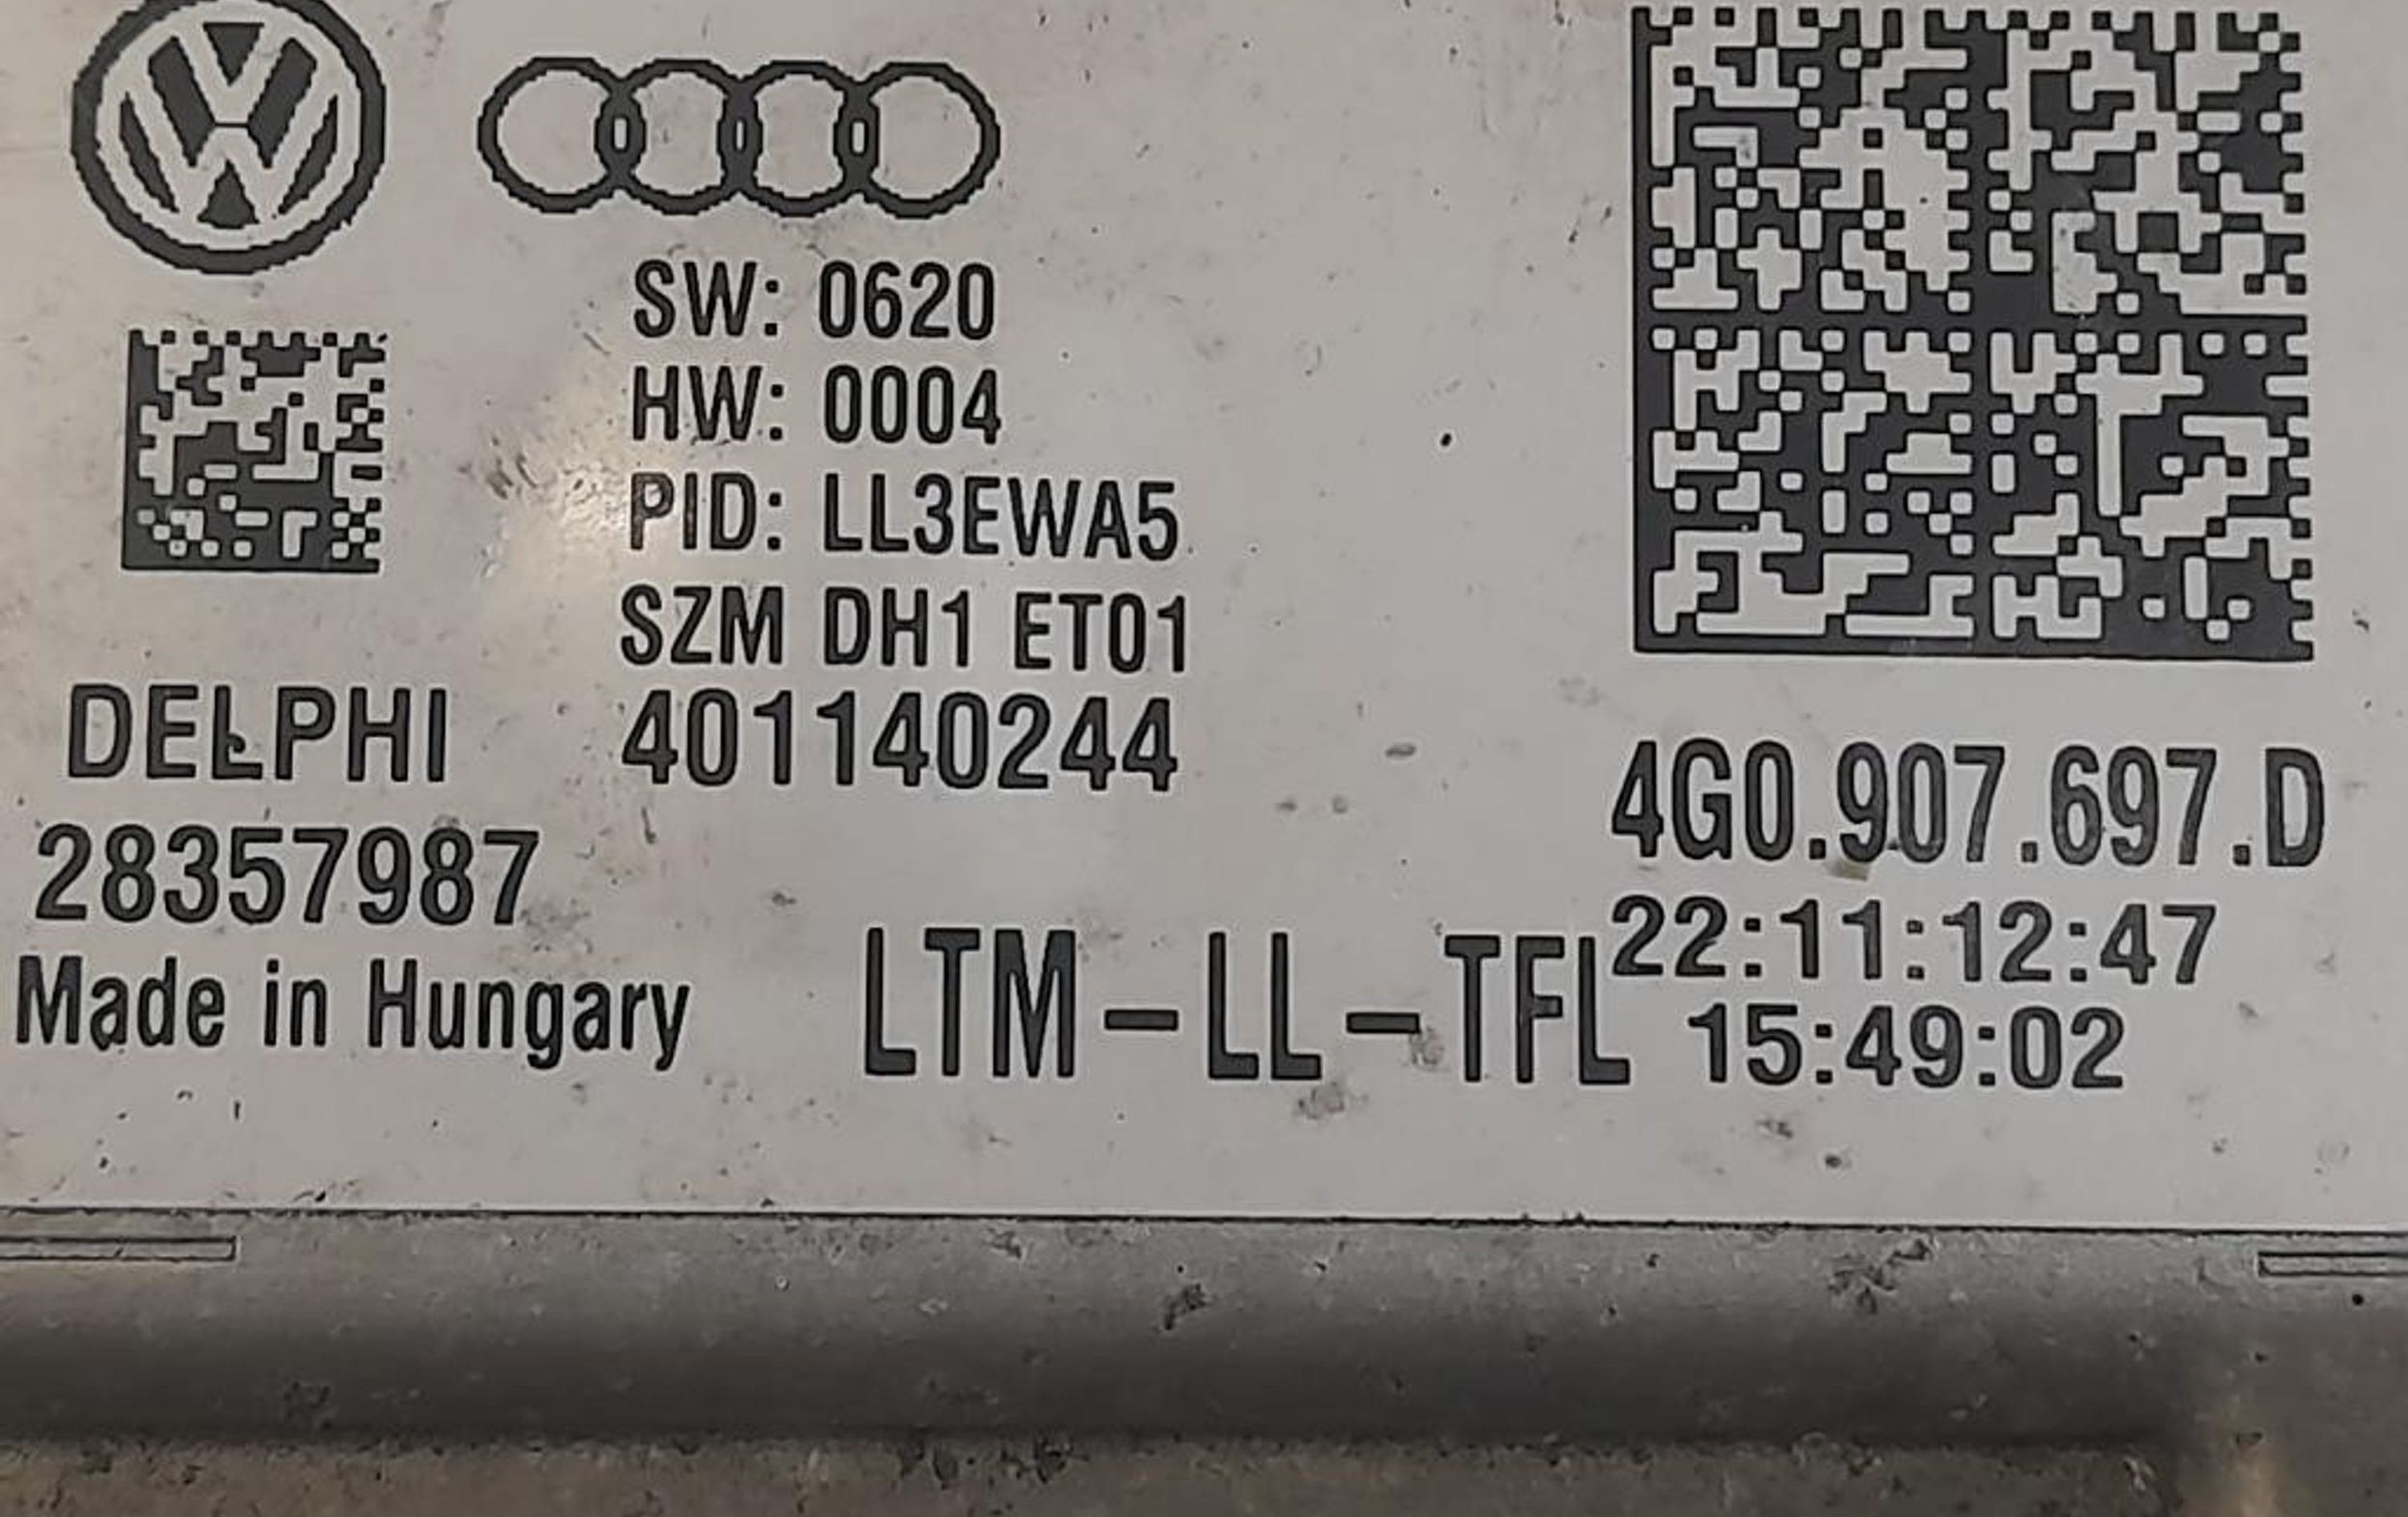 SW: 0620
HW: 0004
PID: LL3EWA5
SZM DH1 ET01
401140244
DELPHI
28357987
Made in Hungary
LTM-LL-TFL
4G0.907.697.D
22:11:12:47
15:49:02